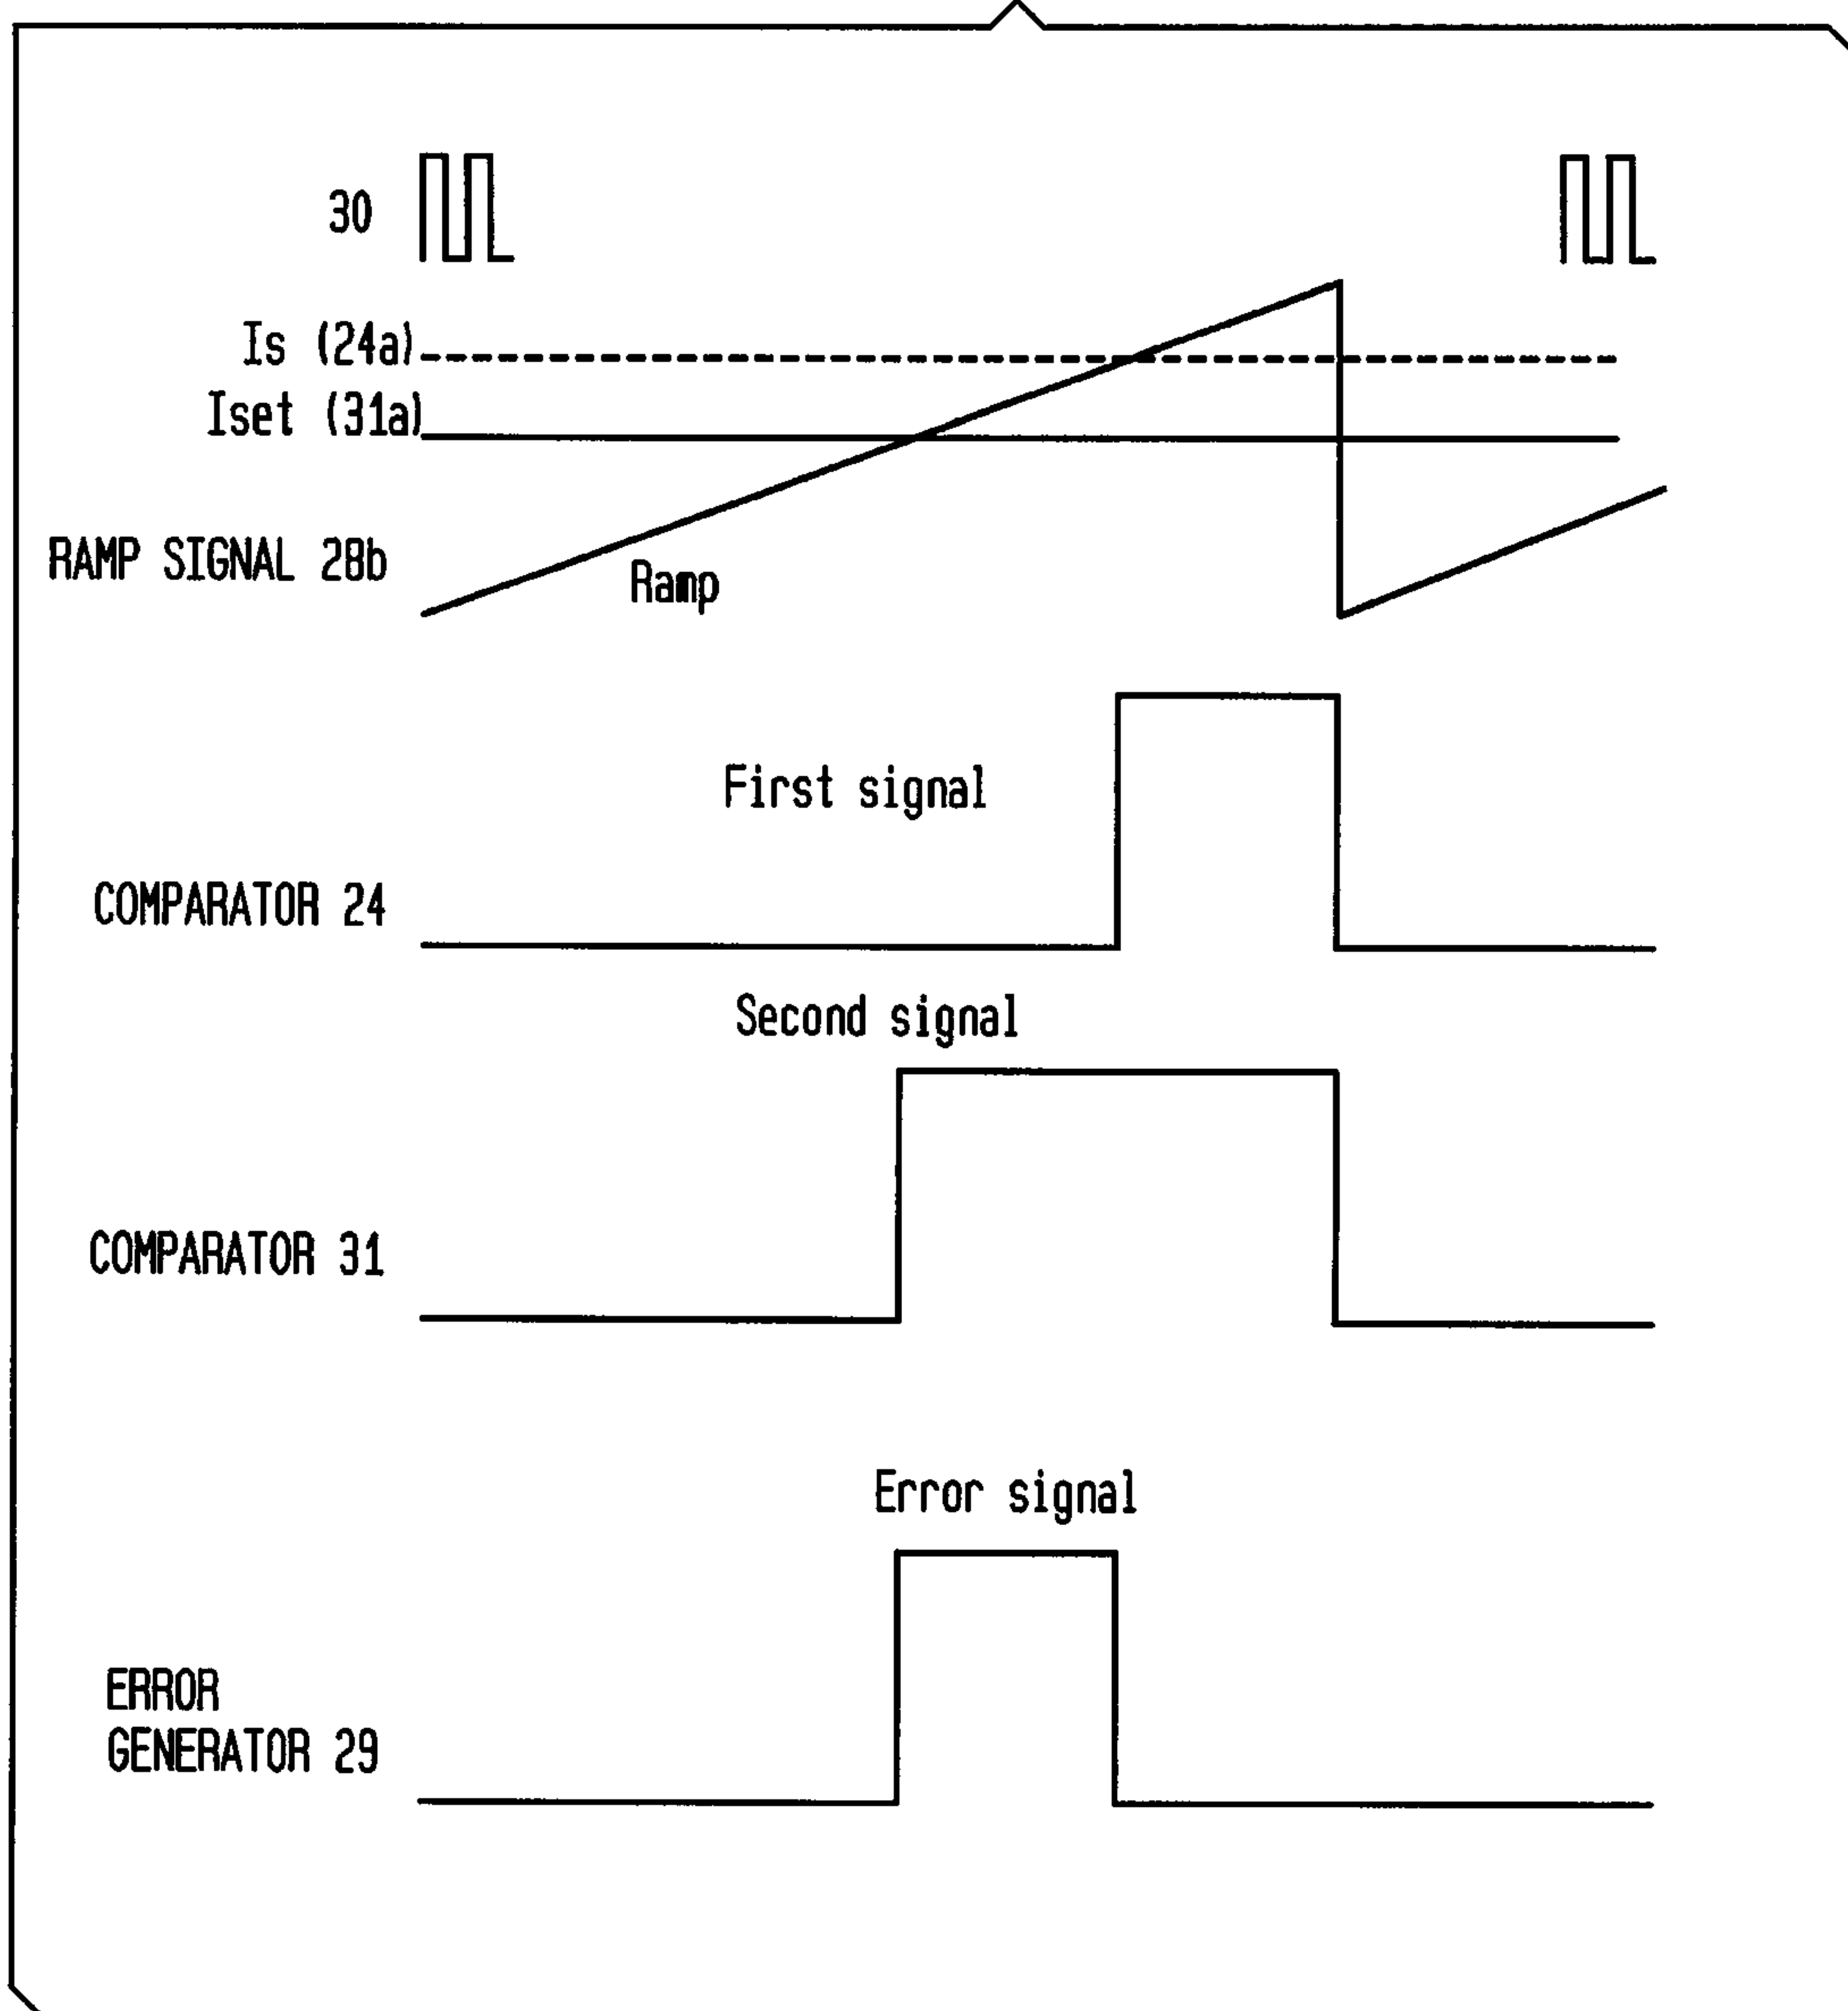 30
Is (24a)
Iset (31a)
RAMP SIGNAL 28b
Ramp
First signal
COMPARATOR 24
Second signal
COMPARATOR 31
Error signal
ERROR
GENERATOR 29